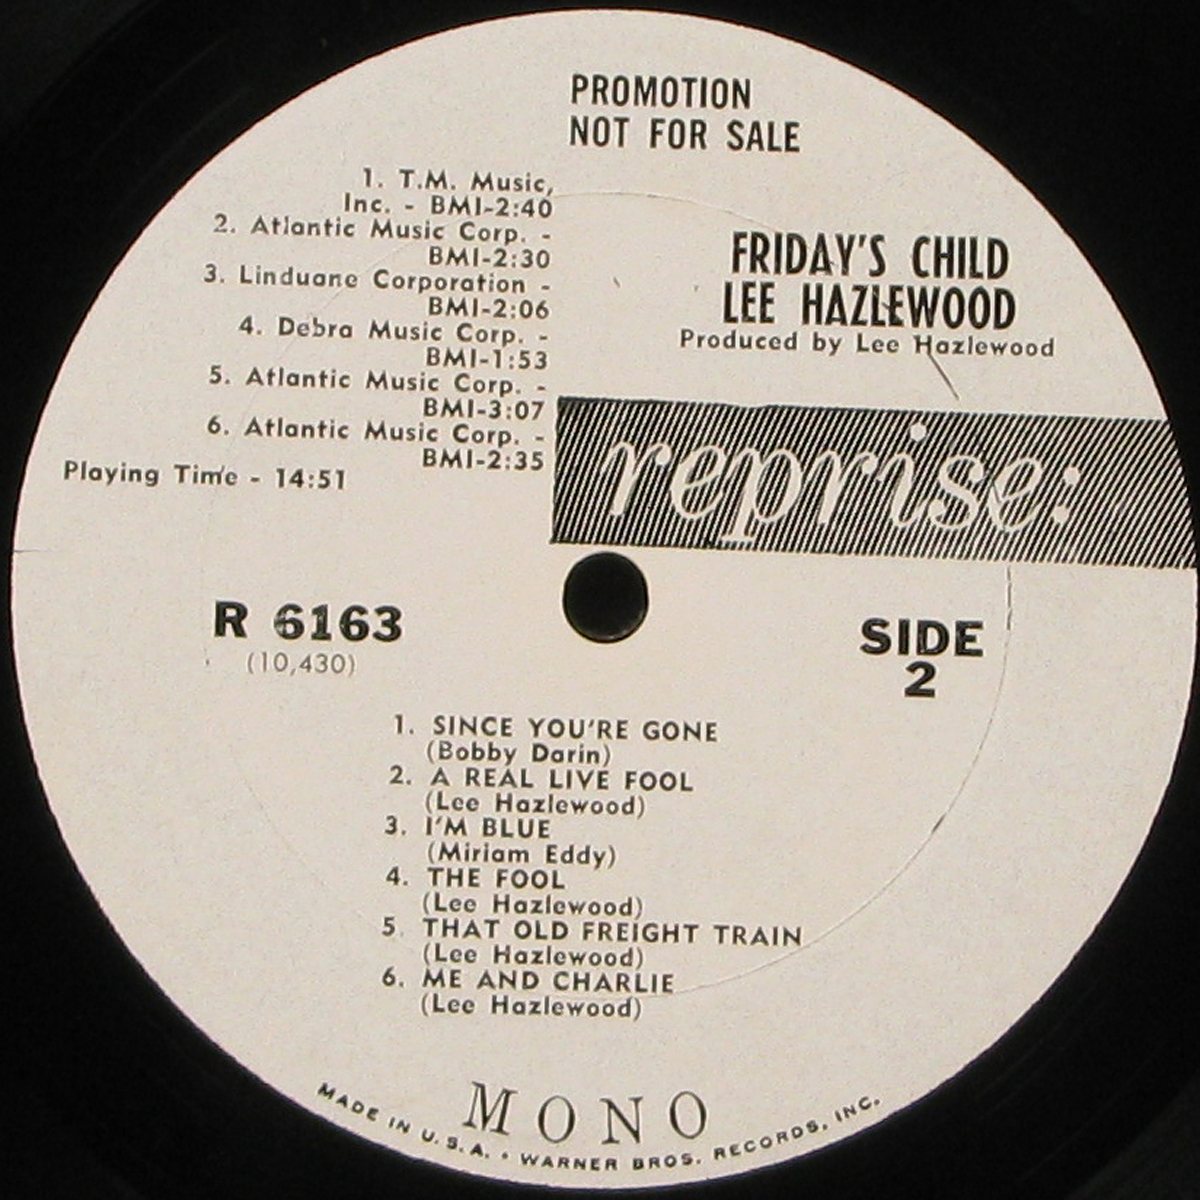 PROMOTION
NOT FOR SALE
1. T.M. Music,
Inc. - BMI-2:40
2. Atlantic Music Corp. -
BMI-2:30
3. Linduane Corporation -
BMI-2:06
4. Debra Music Corp. -
BMI-1:53
5. Atlantic Music Corp. -
BMI-3:07
6. Atlantic Music Corp. -
BMI-2:35
Playing Time - 14:51
FRIDAY'S CHILD
LEE HAZLEWOOD
Produced by Lee Hazlewood
reprise:
R 6163
(10,430)
SIDE
2
1. SINCE YOU'RE GONE
(Bobby Darin)
2. A REAL LIVE FOOL
(Lee Hazlewood)
3. I'M BLUE
(Miriam Eddy)
4. THE FOOL
(Lee Hazlewood)
5. THAT OLD FREIGHT TRAIN
(Lee Hazlewood)
6. ME AND CHARLIE
(Lee Hazlewood)
MONO
MADE IN U.S.A. • WARNER BROS. RECORDS, INC.